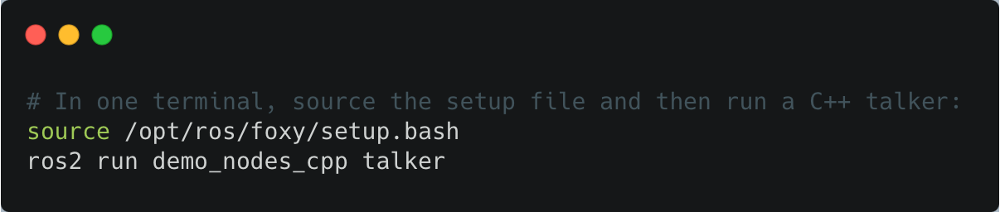 # In one terminal, source the setup file and then run a C++ talker:
source /opt/ros/foxy/setup.bash
ros2 run demo_nodes_cpp talker